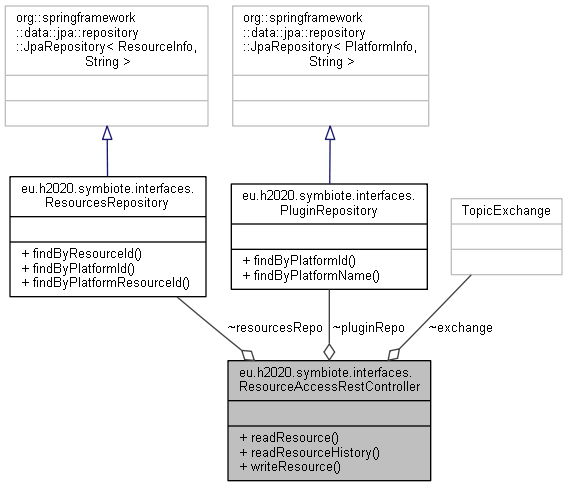 org::springframework
::data::jpa::repository
::JpaRepository< ResourceInfo,
String >
org::springframework
::data::jpa::repository
::JpaRepository< PlatformInfo,
String >
eu.h2020.symbiote.interfaces.
ResourcesRepository
+ findByResourceId()
+ findByPlatformId()
+ findByPlatformResourceId()
eu.h2020.symbiote.interfaces.
PluginRepository
+ findByPlatformId()
+ findByPlatformName()
TopicExchange
~resourcesRepo
~pluginRepo
~exchange
eu.h2020.symbiote.interfaces.
ResourceAccessRestController
+ readResource()
+ readResourceHistory()
+ writeResource()